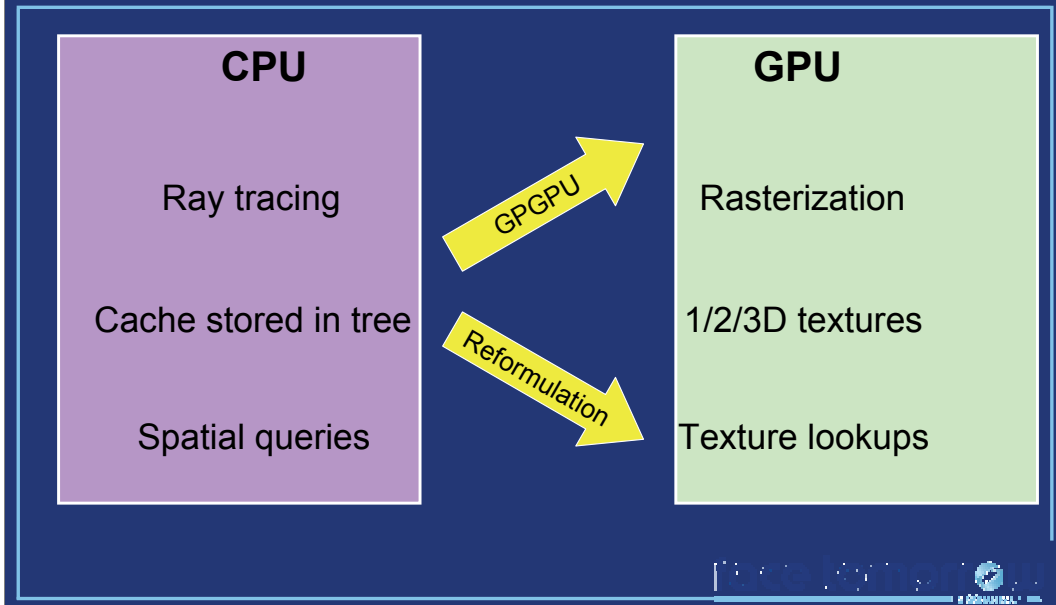 CPU
Ray tracing
Cache stored in tree
Spatial queries
GPGPU
Reformulation
GPU
Rasterization
1/2/3D textures
Texture lookups